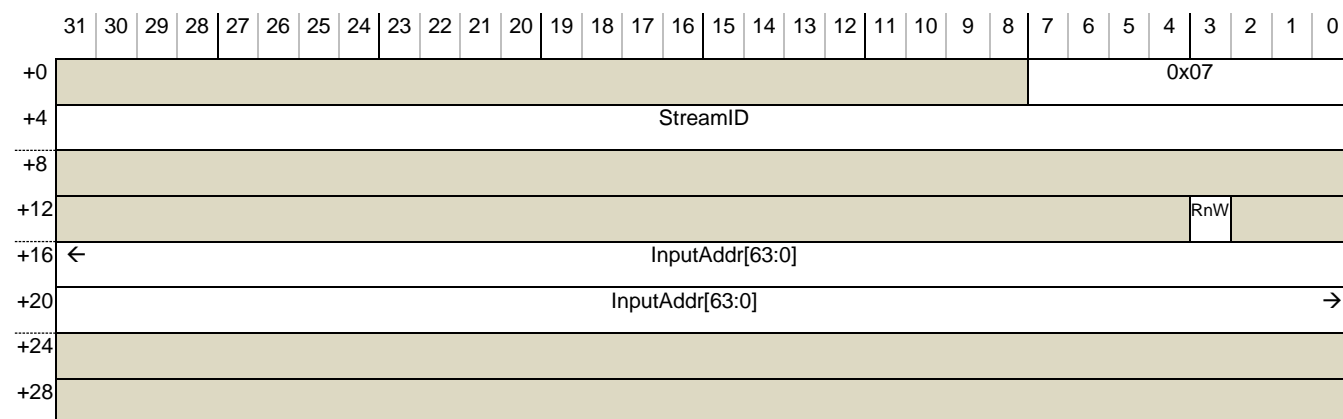 31 30 29 28 27 26 25 24 23 22 21 20 19 18 17 16 15 14 13 12 11 10 9 8 7 6 5 4 3 2 1 0
+0 0x07
+4 StreamID
+8
+12 RnW
+16 ← InputAddr[63:0]
+20 InputAddr[63:0] →
+24
+28